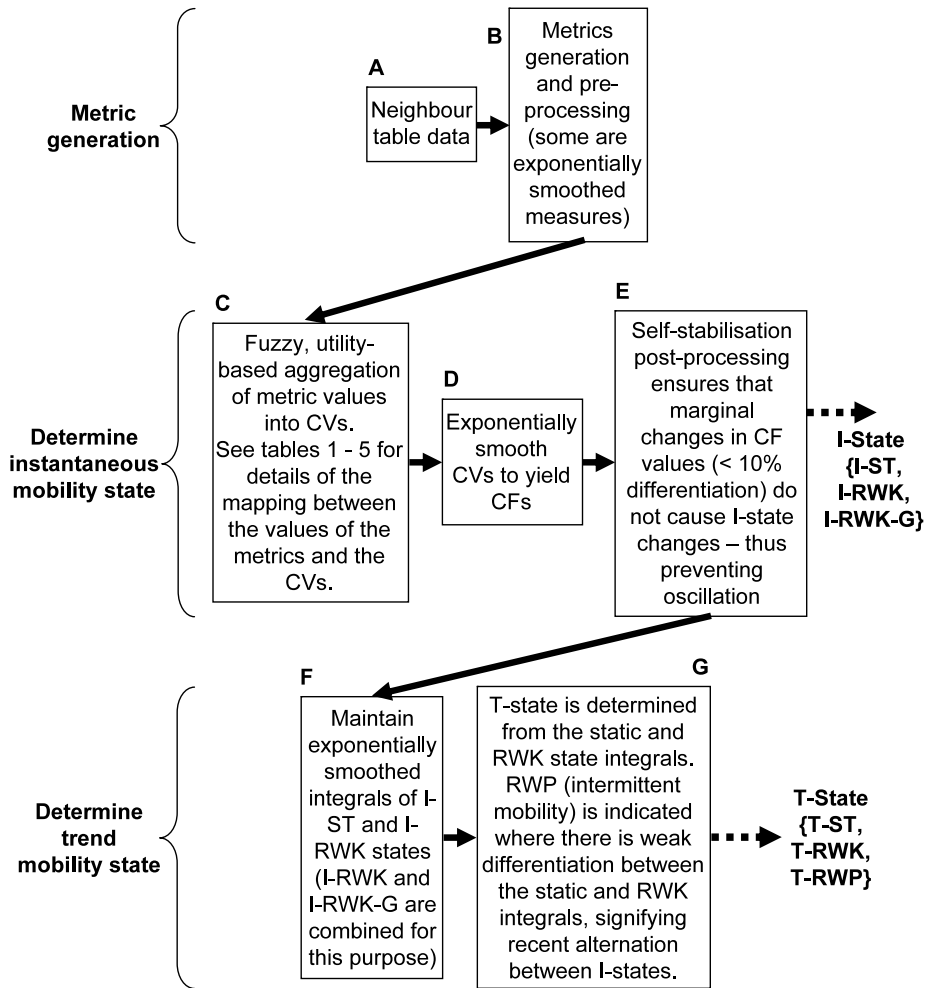 Metric
generation
A
Neighbour
table data
B
Metrics
generation
and pre-
processing
(some are
exponentially
smoothed
measures)
Determine
instantaneous
mobility state
C
Fuzzy, utility-
based aggregation
of metric values
into CVs.
See tables 1 - 5 for
details of the
mapping between
the values of the
metrics and the
CVs.
D
Exponentially
smooth
CVs to yield
CFs
E
Self-stabilisation
post-processing
ensures that
marginal
changes in CF
values (< 10%
differentiation) do
not cause I-state
changes – thus
preventing
oscillation
I-State
{I-ST,
I-RWK,
I-RWK-G}
Determine
trend
mobility state
F
Maintain
exponentially
smoothed
integrals of I-
ST and I-
RWK states
(I-RWK and
I-RWK-G are
combined for
this purpose)
G
T-state is determined
from the static and
RWK state integrals.
RWP (intermittent
mobility) is indicated
where there is weak
differentiation between
the static and RWK
integrals, signifying
recent alternation
between I-states.
T-State
{T-ST,
T-RWK,
T-RWP}